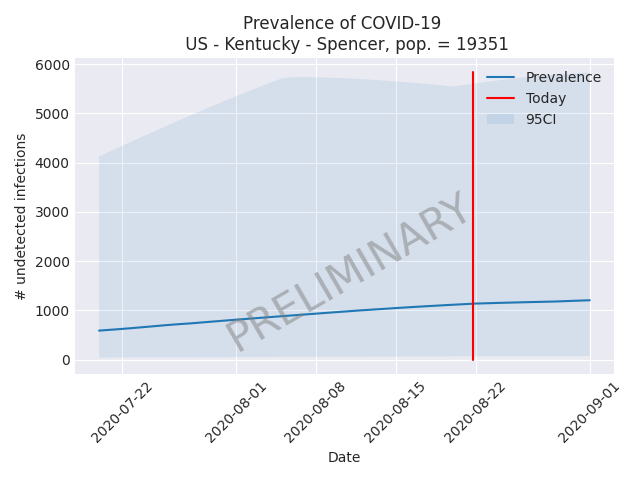 Prevalence of COVID-19
US - Kentucky - Spencer, pop. = 19351
6000
5000
4000
3000
2000
1000
0
# undetected infections
Prevalence
Today
95CI
PRELIMINARY
2020-07-22
2020-08-01
2020-08-08
2020-08-15
2020-08-22
2020-09-01
Date